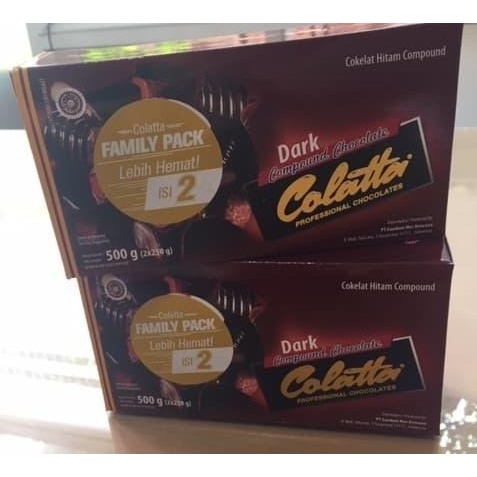 Cokelat Hitam Compound
Colatta
FAMILY PACK
Lebih Hemat!
ISI 2
Dark
Compound Chocolate
Colatta
PROFESSIONAL CHOCOLATES
500 g (2x250 g)
Cokelat Hitam Compound
Colatta
FAMILY PACK
Lebih Hemat!
ISI 2
Dark
Compound Chocolate
Colatta
PROFESSIONAL CHOCOLATES
500 g (2x250 g)